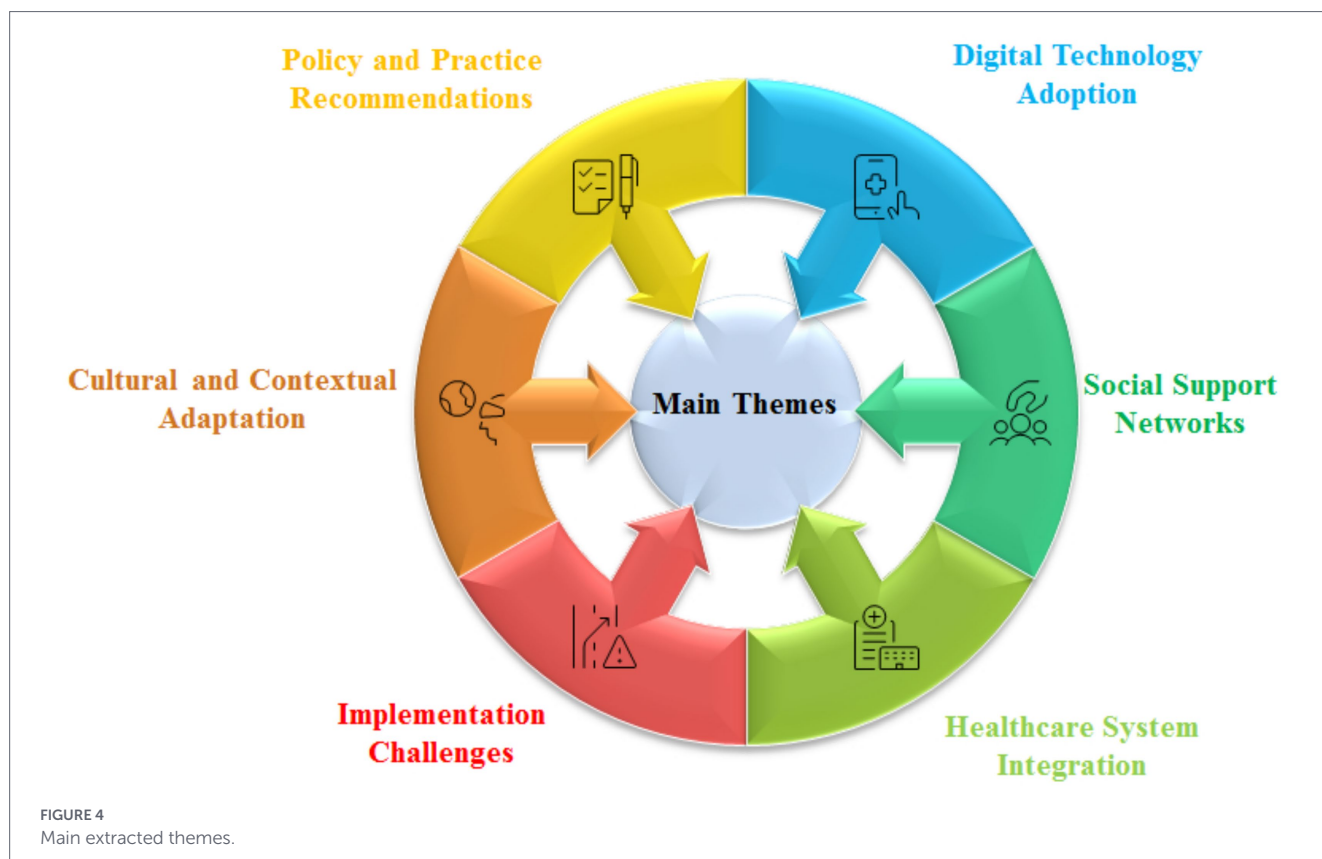 Policy and Practice
Recommendations
Digital Technology
Adoption
Cultural and Contextual
Adaptation
Main Themes
Social Support
Networks
Implementation
Challenges
Healthcare System
Integration
FIGURE 4
Main extracted themes.